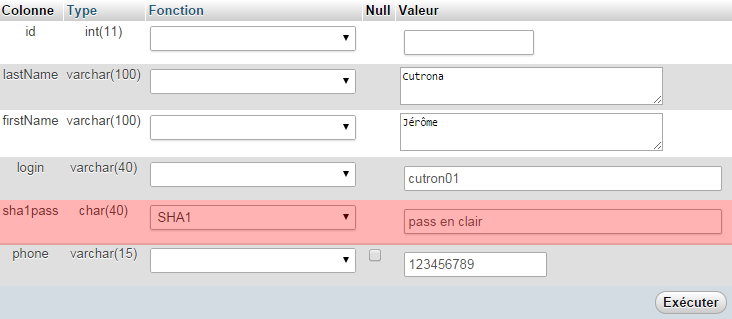 Colonne Type Fonction Null Valeur
id int(11)
lastName varchar(100) Cutrona
firstName varchar(100) Jérôme
login varchar(40) cutron01
sha1pass char(40) SHA1 pass en clair
phone varchar(15) 123456789
Exécuter